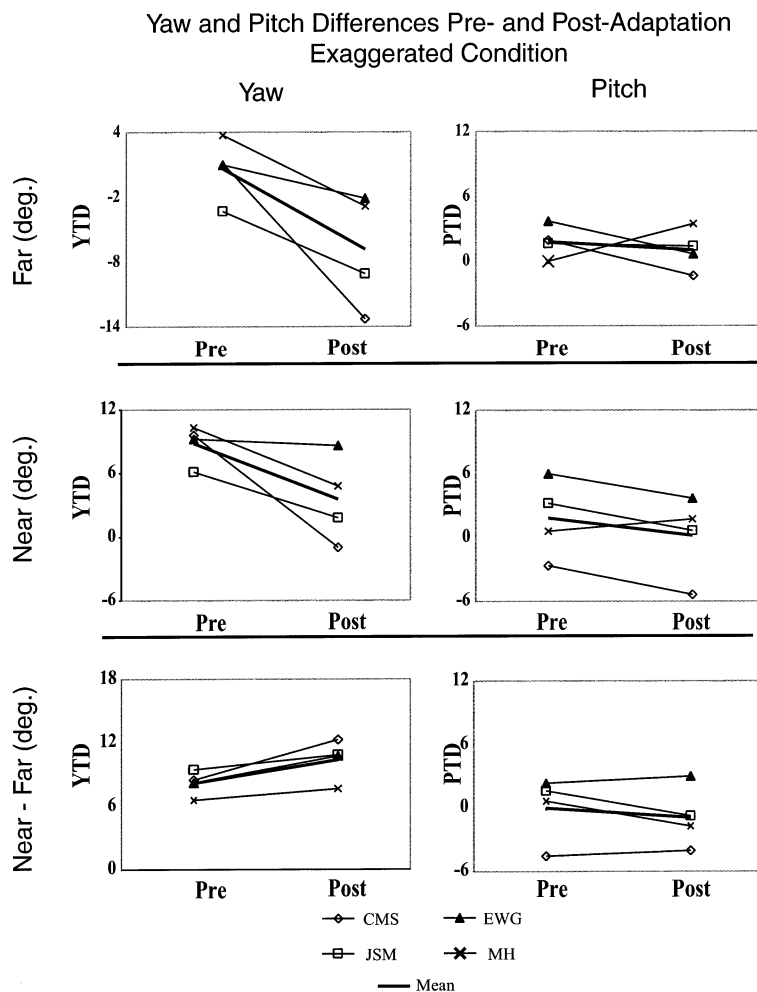 Yaw and Pitch Differences Pre- and Post-Adaptation
Exaggerated Condition
Yaw
Pitch
Far (deg.)
YTD
4
-2
-8
-14
Pre
Post
PTD
12
6
0
-6
Pre
Post
Near (deg.)
YTD
12
6
0
-6
Pre
Post
PTD
12
6
0
-6
Pre
Post
Near - Far (deg.)
YTD
18
12
6
0
Pre
Post
PTD
12
6
0
-6
Pre
Post
CMS
EWG
JSM
MH
Mean